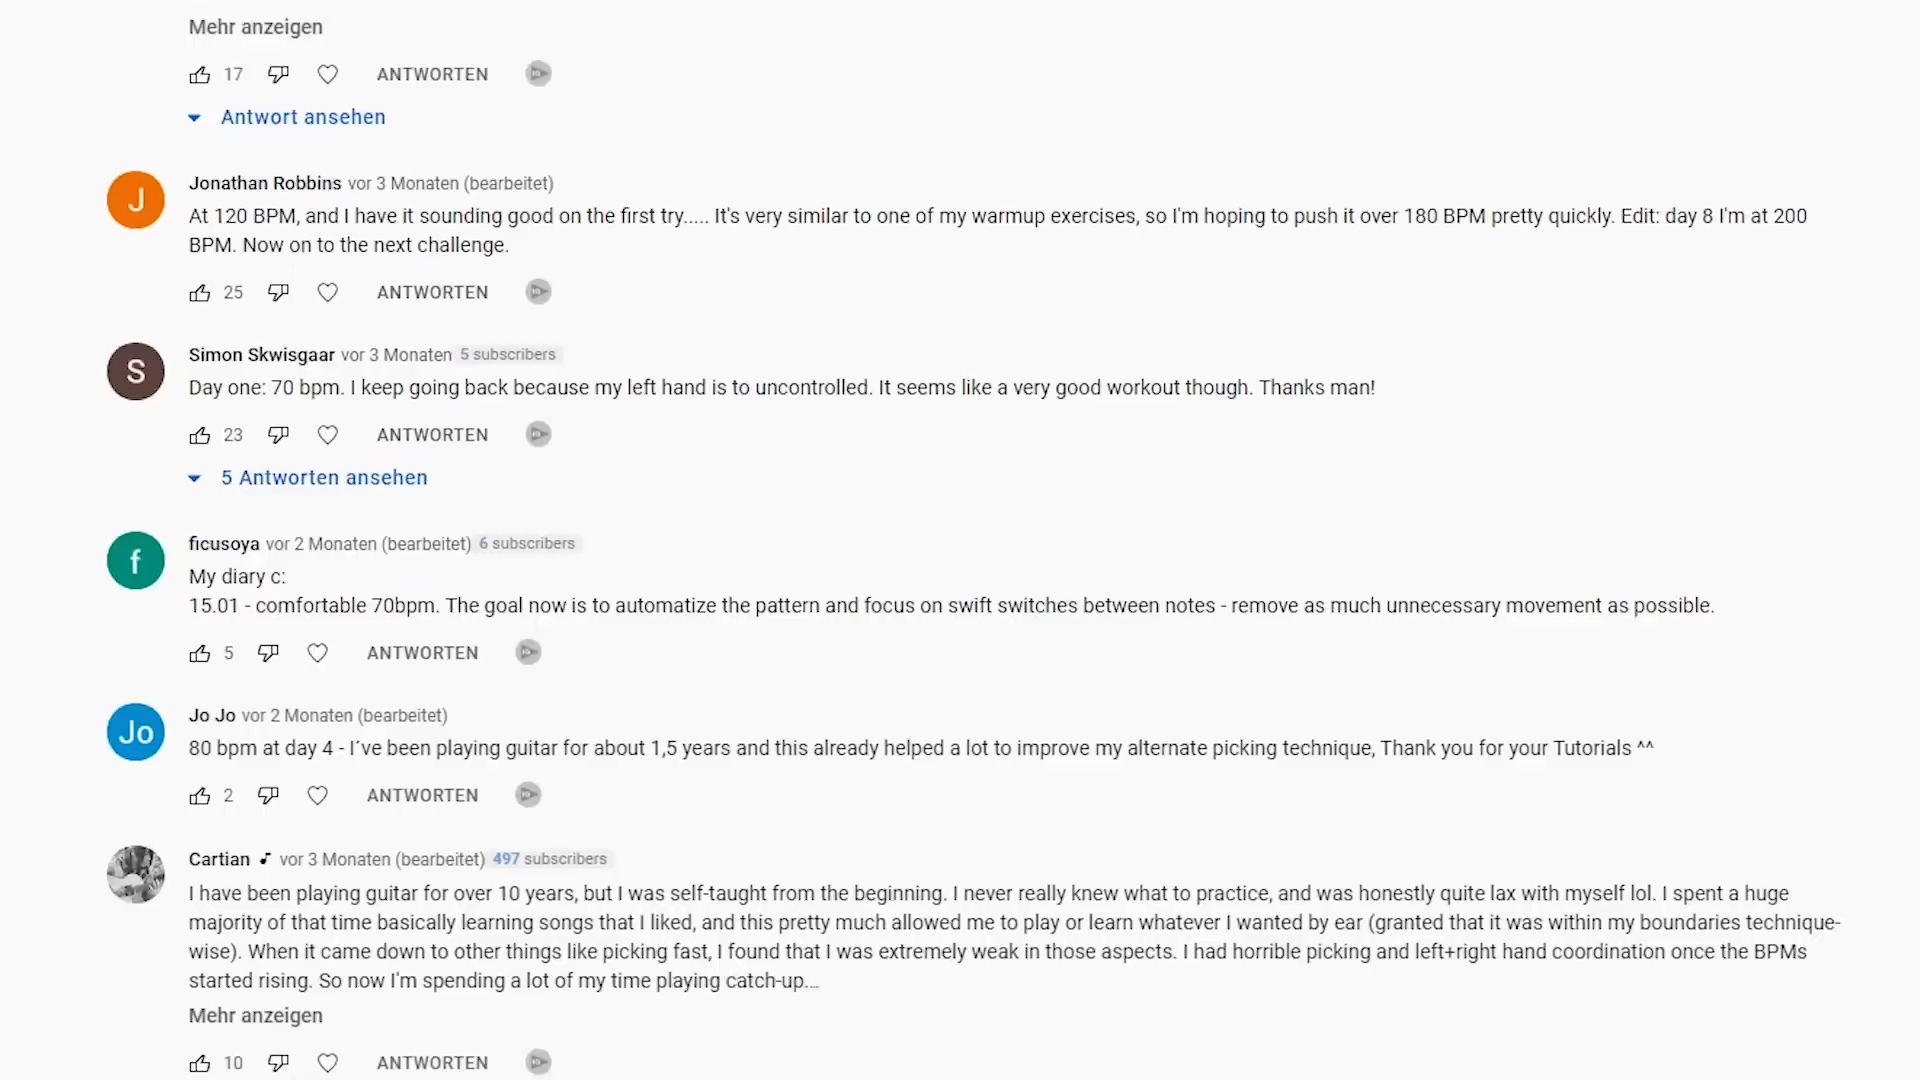 Mehr anzeigen
17 ANTWORTEN
Antwort ansehen
J
Jonathan Robbins vor 3 Monaten (bearbeitet)
At 120 BPM, and I have it sounding good on the first try..... It's very similar to one of my warmup exercises, so I'm hoping to push it over 180 BPM pretty quickly. Edit: day 8 I'm at 200
BPM. Now on to the next challenge.
25 ANTWORTEN
S
Simon Skwisgaar vor 3 Monaten 5 subscribers
Day one: 70 bpm. I keep going back because my left hand is to uncontrolled. It seems like a very good workout though. Thanks man!
23 ANTWORTEN
5 Antworten ansehen
f
ficusoya vor 2 Monaten (bearbeitet) 6 subscribers
My diary c:
15.01 - comfortable 70bpm. The goal now is to automatize the pattern and focus on swift switches between notes - remove as much unnecessary movement as possible.
5 ANTWORTEN
Jo
Jo Jo vor 2 Monaten (bearbeitet)
80 bpm at day 4 - I´ve been playing guitar for about 1,5 years and this already helped a lot to improve my alternate picking technique, Thank you for your Tutorials ^^
2 ANTWORTEN
Cartian ♪ vor 3 Monaten (bearbeitet) 497 subscribers
I have been playing guitar for over 10 years, but I was self-taught from the beginning. I never really knew what to practice, and was honestly quite lax with myself lol. I spent a huge
majority of that time basically learning songs that I liked, and this pretty much allowed me to play or learn whatever I wanted by ear (granted that it was within my boundaries technique-
wise). When it came down to other things like picking fast, I found that I was extremely weak in those aspects. I had horrible picking and left+right hand coordination once the BPMs
started rising. So now I'm spending a lot of my time playing catch-up....
Mehr anzeigen
10 ANTWORTEN